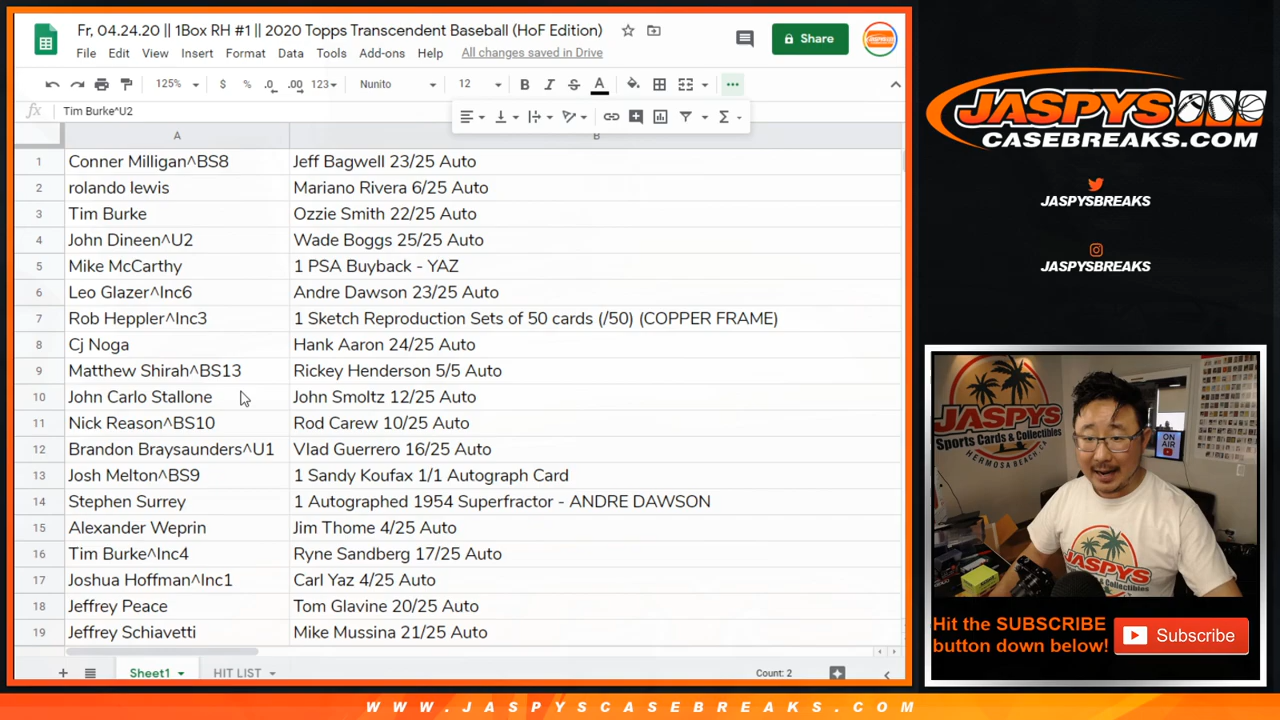 Fr, 04.24.20 || 1Box RH #1 || 2020 Topps Transcendent Baseball (HoF Edition)
Share
File Edit View Insert Format Data Tools Add-ons Help All changes saved in Drive
125% $ % .0 .00 123 Nunito 12 B I S A
fx Tim Burke^U2
A B
1 Conner Milligan^BS8 Jeff Bagwell 23/25 Auto
2 rolando lewis Mariano Rivera 6/25 Auto
3 Tim Burke Ozzie Smith 22/25 Auto
4 John Dineen^U2 Wade Boggs 25/25 Auto
5 Mike McCarthy 1 PSA Buyback - YAZ
6 Leo Glazer^Inc6 Andre Dawson 23/25 Auto
7 Rob Heppler^Inc3 1 Sketch Reproduction Sets of 50 cards (/50) (COPPER FRAME)
8 Cj Noga Hank Aaron 24/25 Auto
9 Matthew Shirah^BS13 Rickey Henderson 5/5 Auto
10 John Carlo Stallone John Smoltz 12/25 Auto
11 Nick Reason^BS10 Rod Carew 10/25 Auto
12 Brandon Braysaunders^U1 Vlad Guerrero 16/25 Auto
13 Josh Melton^BS9 1 Sandy Koufax 1/1 Autograph Card
14 Stephen Surrey 1 Autographed 1954 Superfractor - ANDRE DAWSON
15 Alexander Weprin Jim Thome 4/25 Auto
16 Tim Burke^Inc4 Ryne Sandberg 17/25 Auto
17 Joshua Hoffman^Inc1 Carl Yaz 4/25 Auto
18 Jeffrey Peace Tom Glavine 20/25 Auto
19 Jeffrey Schiavetti Mike Mussina 21/25 Auto
Sheet1 HIT LIST Count: 2
JASPYS
CASEBREAKS.COM
JASPYSBREAKS
JASPYSBREAKS
JASPYS
Sports Cards & Collectibles
HERMOSA BEACH, CA
ON AIR
JASPYS
Hit the SUBSCRIBE
button down below!
Subscribe
WWW.JASPYSCASEBREAKS.COM